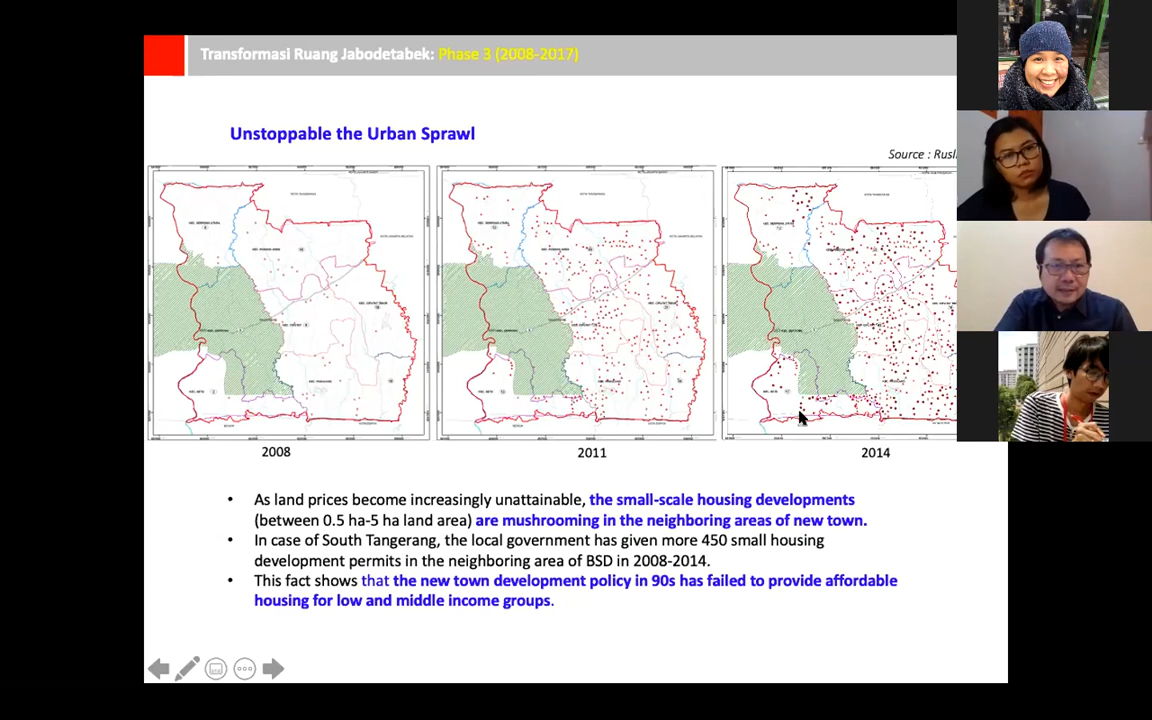 Transformasi Ruang Jabodetabek: Phase 3 (2008-2017)
Unstoppable the Urban Sprawl
Source : Rusl
2008
2011
2014
• As land prices become increasingly unattainable, the small-scale housing developments
(between 0.5 ha-5 ha land area) are mushrooming in the neighboring areas of new town.
• In case of South Tangerang, the local government has given more 450 small housing
development permits in the neighboring area of BSD in 2008-2014.
• This fact shows that the new town development policy in 90s has failed to provide affordable
housing for low and middle income groups.